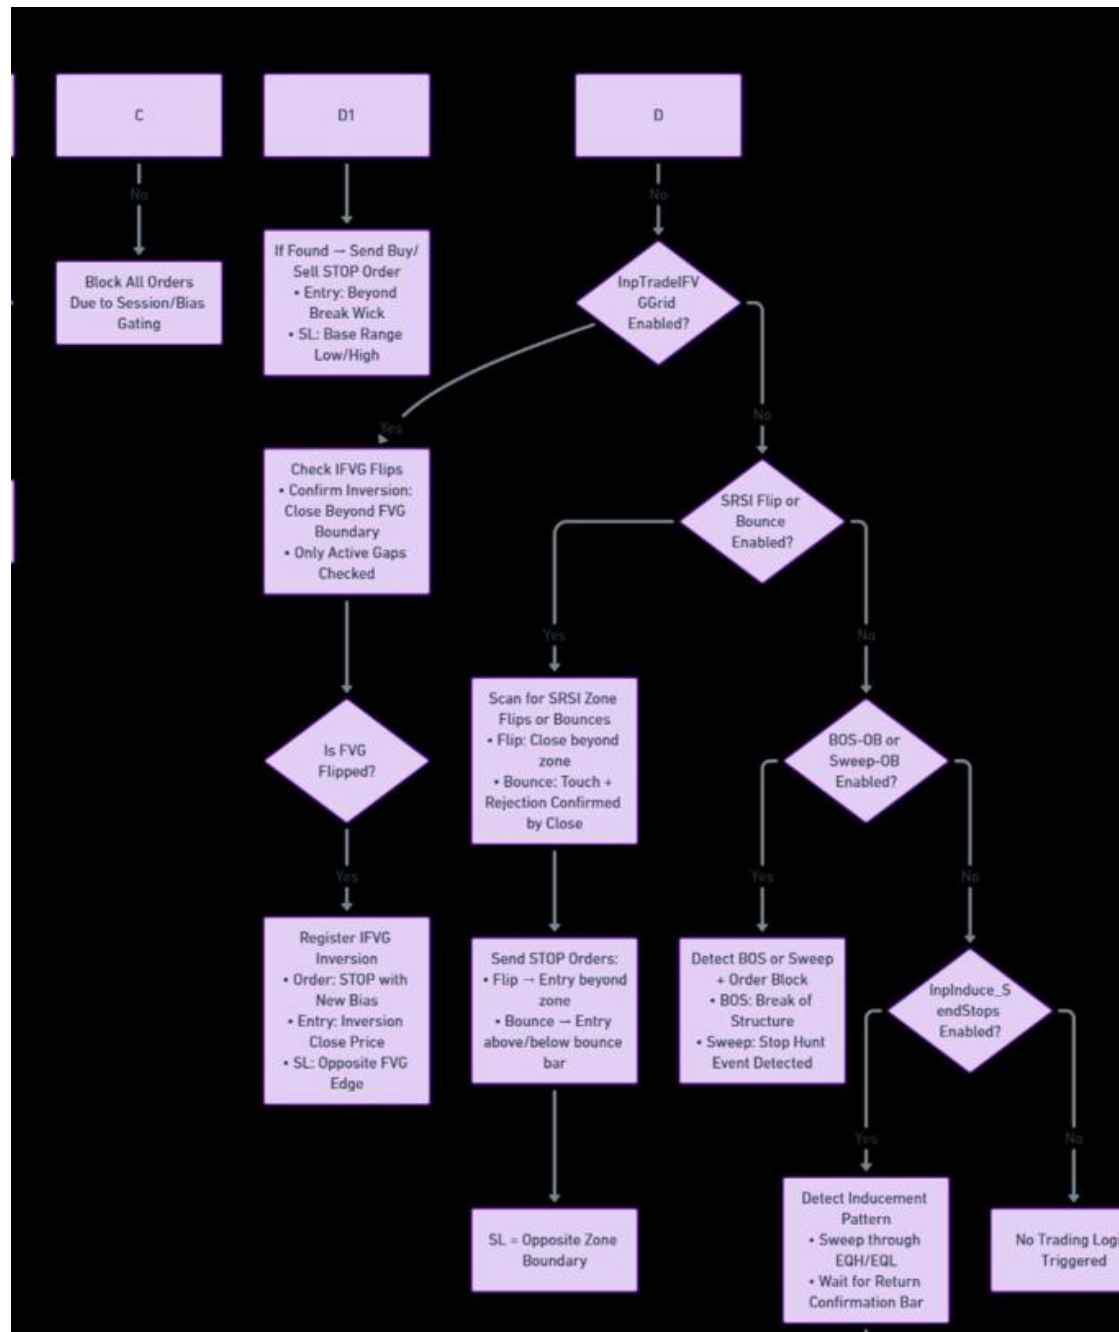 C
D1
D
No
No
If Found → Send Buy/
Sell STOP Order
• Entry: Beyond
Break Wick
• SL: Base Range
Low/High
Block All Orders
Due to Session/Bias
Gating
InpTradeIFV
GGrid
Enabled?
Yes
No
Check IFVG Flips
• Confirm Inversion:
Close Beyond FVG
Boundary
• Only Active Gaps
Checked
SRSI Flip or
Bounce
Enabled?
Yes
No
Scan for SRSI Zone
Flips or Bounces
• Flip: Close beyond
zone
• Bounce: Touch +
Rejection Confirmed
by Close
Is FVG
Flipped?
BOS-OB or
Sweep-OB
Enabled?
Yes
Yes
No
Register IFVG
Inversion
• Order: STOP with
New Bias
• Entry: Inversion
Close Price
• SL: Opposite FVG
Edge
Send STOP Orders:
• Flip → Entry beyond
zone
• Bounce → Entry
above/below bounce
bar
Detect BOS or Sweep
+ Order Block
• BOS: Break of
Structure
• Sweep: Stop Hunt
Event Detected
InpInduce_S
endStops
Enabled?
Yes
No
SL = Opposite Zone
Boundary
Detect Inducement
Pattern
• Sweep through
EQH/EQL
• Wait for Return
Confirmation Bar
No Trading Logi
Triggered